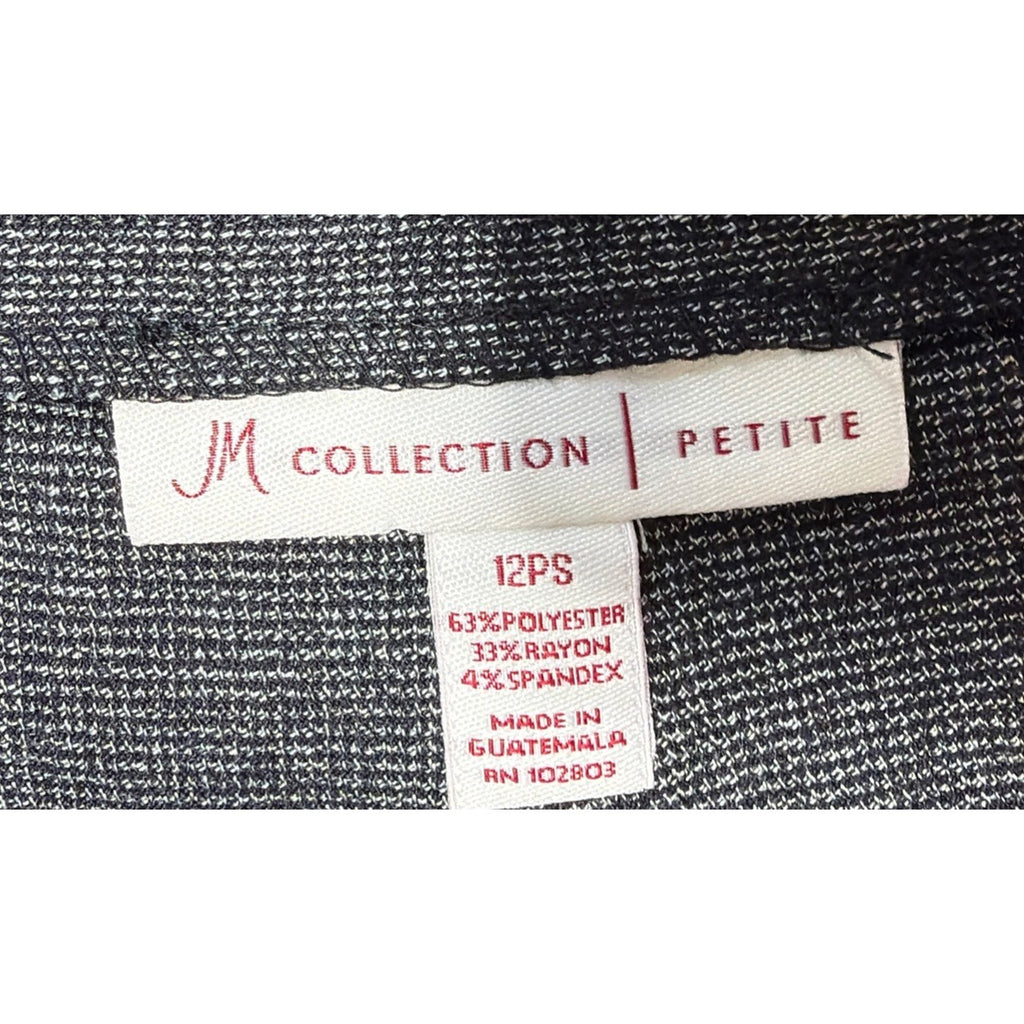 JM COLLECTION | PETITE
12PS
63%POLYESTER
33%RAYON
4%SPANDEX
MADE IN
GUATEMALA
RN 102803